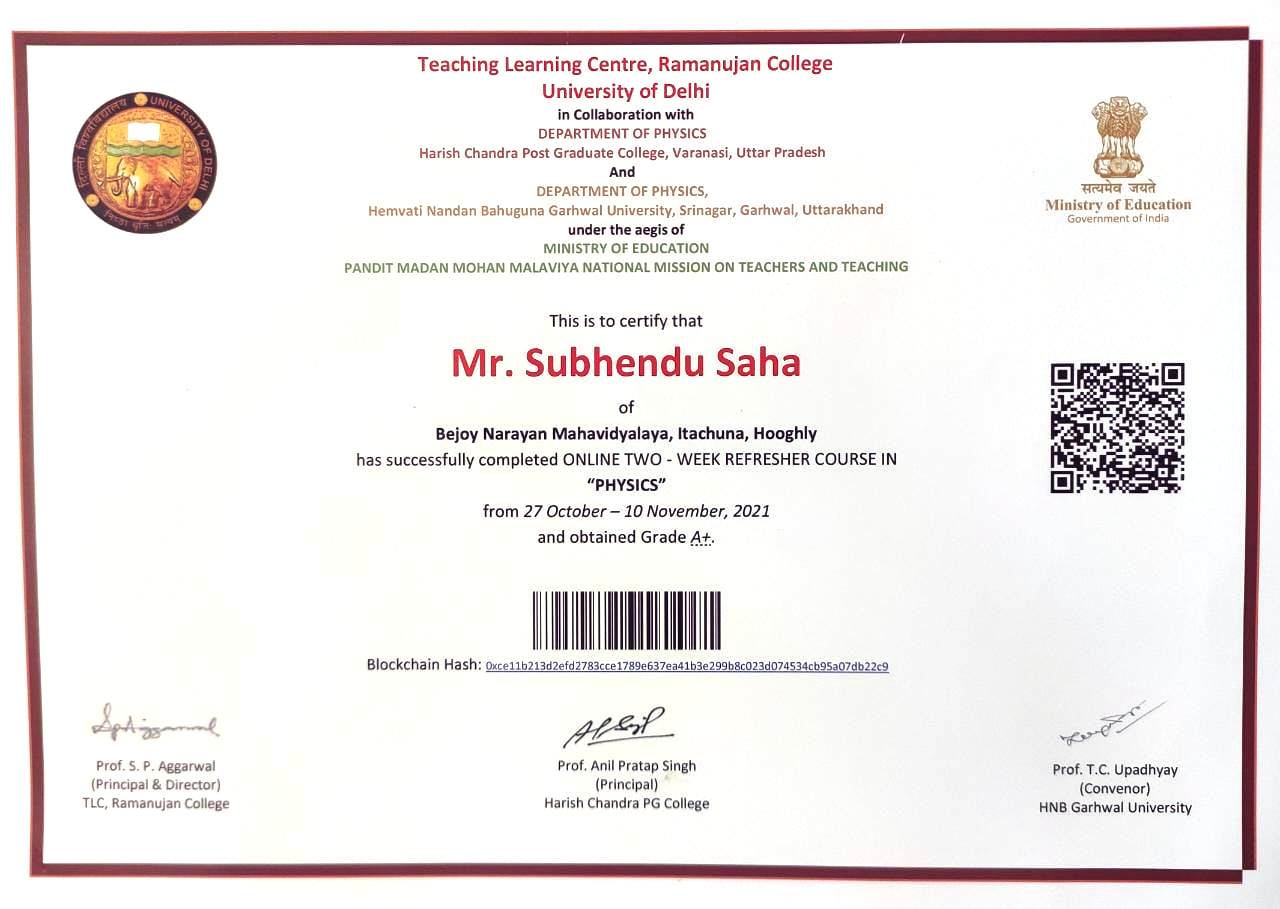 Teaching Learning Centre, Ramanujan College
University of Delhi
in Collaboration with
DEPARTMENT OF PHYSICS
Harish Chandra Post Graduate College, Varanasi, Uttar Pradesh
And
DEPARTMENT OF PHYSICS,
Hemvati Nandan Bahuguna Garhwal University, Srinagar, Garhwal, Uttarakhand
under the aegis of
MINISTRY OF EDUCATION
PANDIT MADAN MOHAN MALAVIYA NATIONAL MISSION ON TEACHERS AND TEACHING
दिल्ली विश्वविद्यालय UNIVERSITY OF DELHI
सत्यमेव जयते
Ministry of Education
Government of India
This is to certify that
Mr. Subhendu Saha
of
Bejoy Narayan Mahavidyalaya, Itachuna, Hooghly
has successfully completed ONLINE TWO - WEEK REFRESHER COURSE IN
“PHYSICS”
from 27 October – 10 November, 2021
and obtained Grade A+.
Blockchain Hash: 0xce11b213d2efd2783cce1789e637ea41b3e299b8c023d074534cb95a07db22c9
Prof. S. P. Aggarwal
(Principal & Director)
TLC, Ramanujan College
Prof. Anil Pratap Singh
(Principal)
Harish Chandra PG College
Prof. T.C. Upadhyay
(Convenor)
HNB Garhwal University